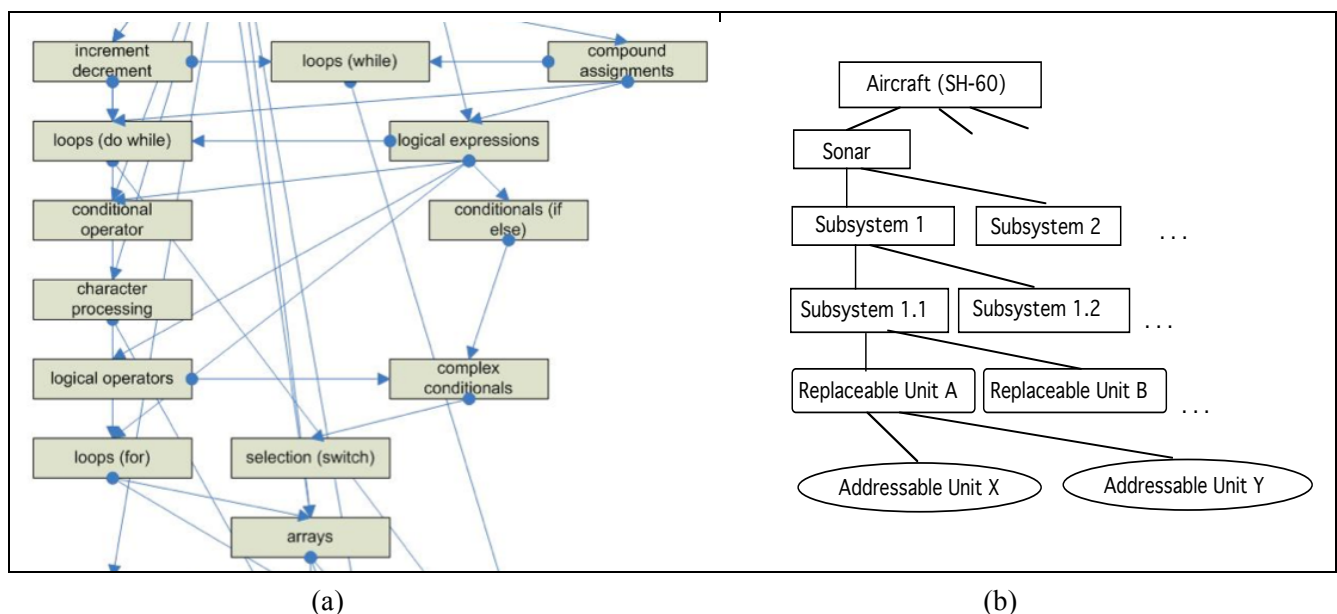 increment
decrement
loops (while)
compound
assignments
loops (do while)
logical expressions
conditional
operator
conditionals (if
else)
character
processing
logical operators
complex
conditionals
loops (for)
selection (switch)
arrays
(a)
Aircraft (SH-60)
Sonar
Subsystem 1
Subsystem 2
. . .
Subsystem 1.1
Subsystem 1.2
. . .
Replaceable Unit A
Replaceable Unit B
. . .
Addressable Unit X
Addressable Unit Y
(b)